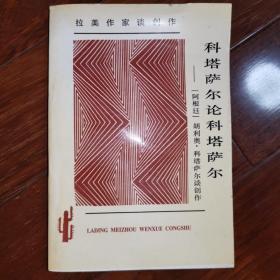 拉美作家谈创作
科塔萨尔论科塔萨尔
——[阿根廷]胡利奥·科塔萨尔谈创作
LADING MEIZHOU WENXUE CONGSHU